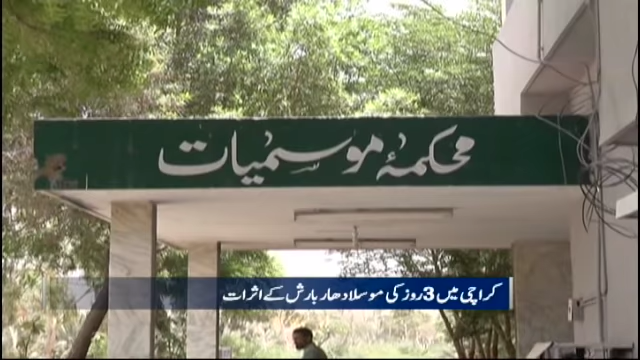 محکمۂ موسمیات
کراچی میں 3 روز کی موسلادھار بارش کے اثرات